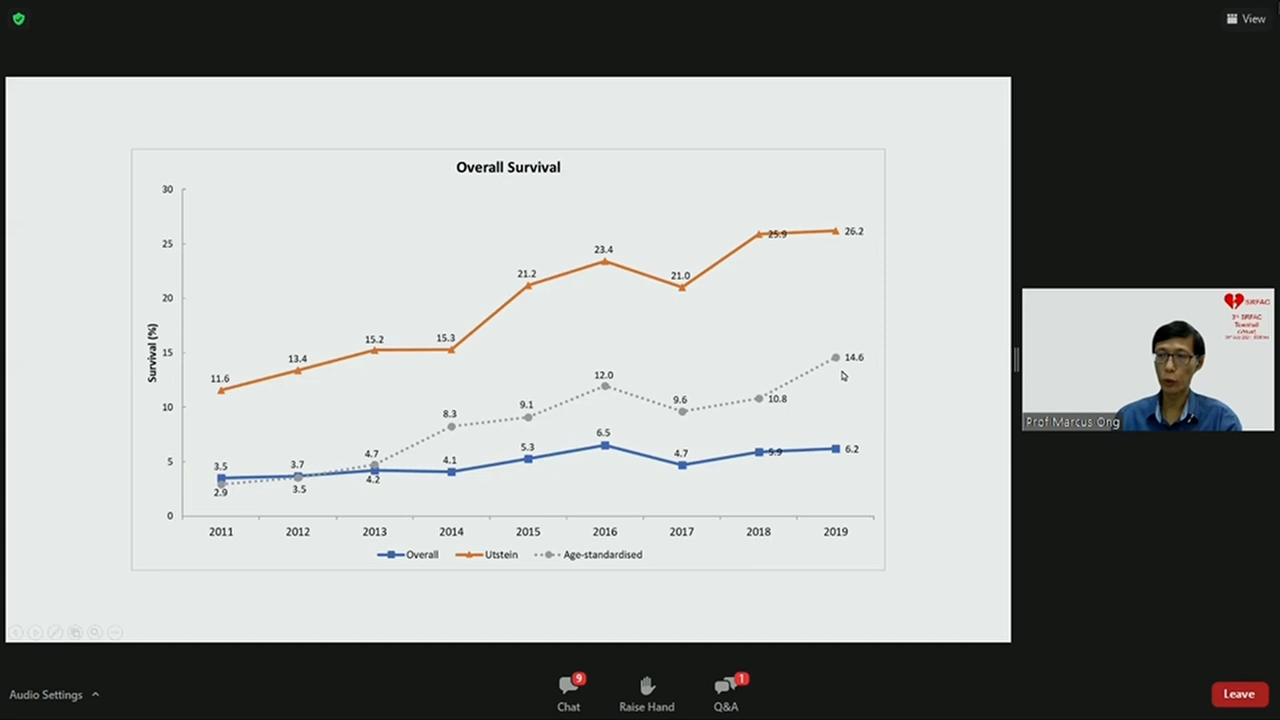 View
Overall Survival
30
25
20
15
10
5
0
Survival (%)
11.6
13.4
15.2
15.3
21.2
23.4
21.0
25.9
26.2
2.9
3.5
4.7
8.3
9.1
12.0
9.6
10.8
14.6
3.5
3.7
4.2
4.1
5.3
6.5
4.7
5.9
6.2
2011 2012 2013 2014 2015 2016 2017 2018 2019
Overall Utstein Age-standardised
SRFAC
3rd SRFAC
Townhall
(Virtual)
Prof Marcus Ong
Audio Settings
9
Chat
Raise Hand
1
Q&A
Leave